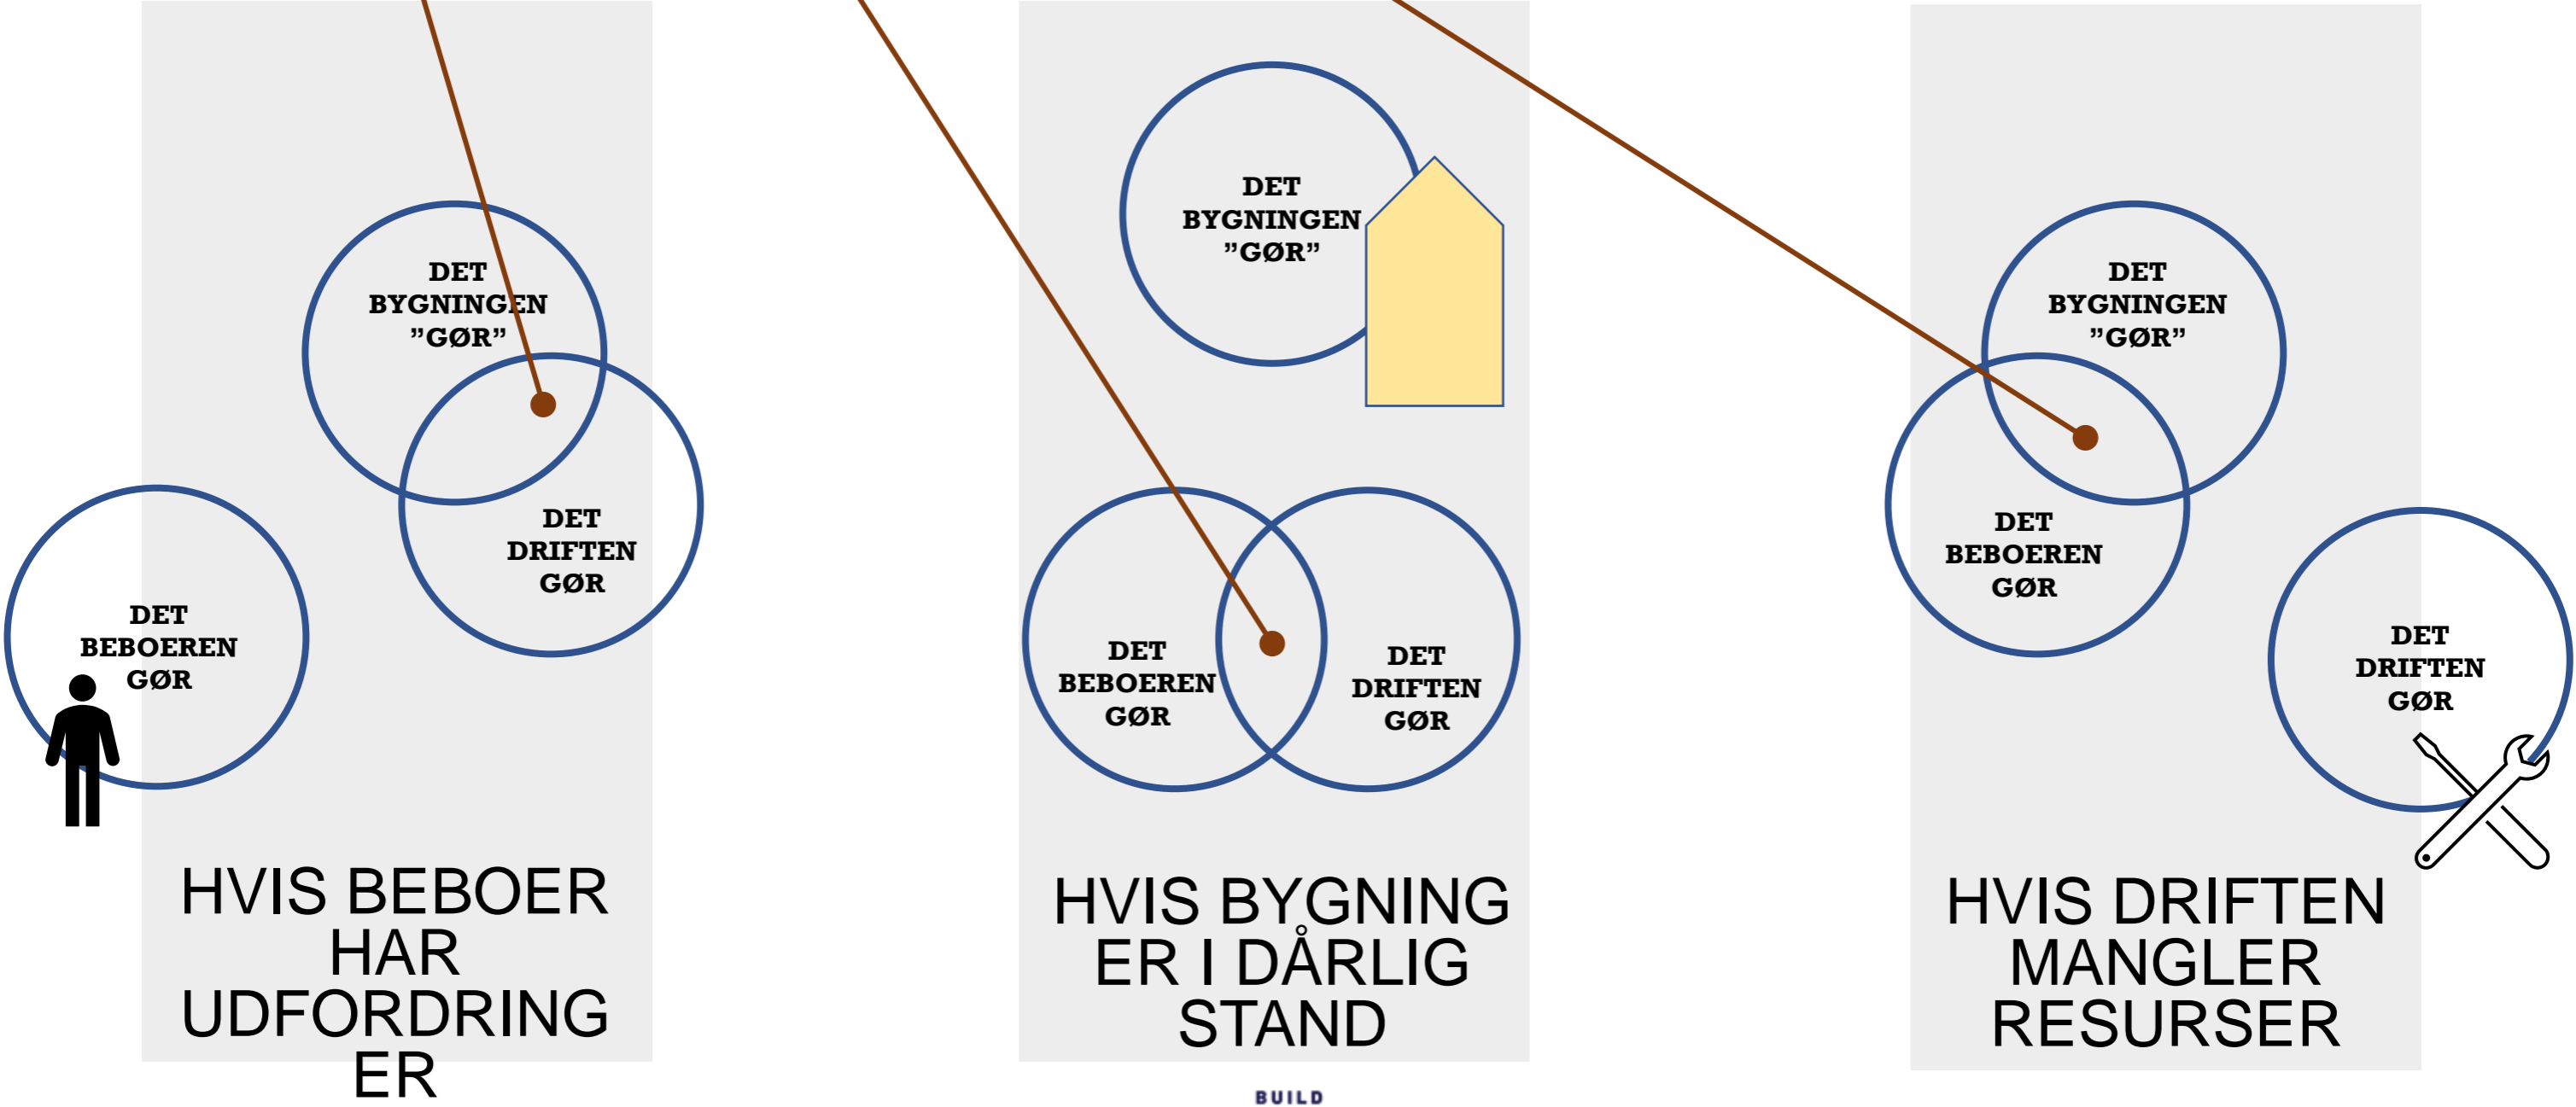 DET
BYGNINGEN
”GØR”
DET
DRIFTEN
GØR
DET
BEBOEREN
GØR
HVIS BEBOER
HAR
UDFORDRING
ER
DET
BYGNINGEN
”GØR”
DET
BEBOEREN
GØR
DET
DRIFTEN
GØR
HVIS BYGNING
ER I DÅRLIG
STAND
DET
BYGNINGEN
”GØR”
DET
BEBOEREN
GØR
DET
DRIFTEN
GØR
HVIS DRIFTEN
MANGLER
RESURSER
BUILD